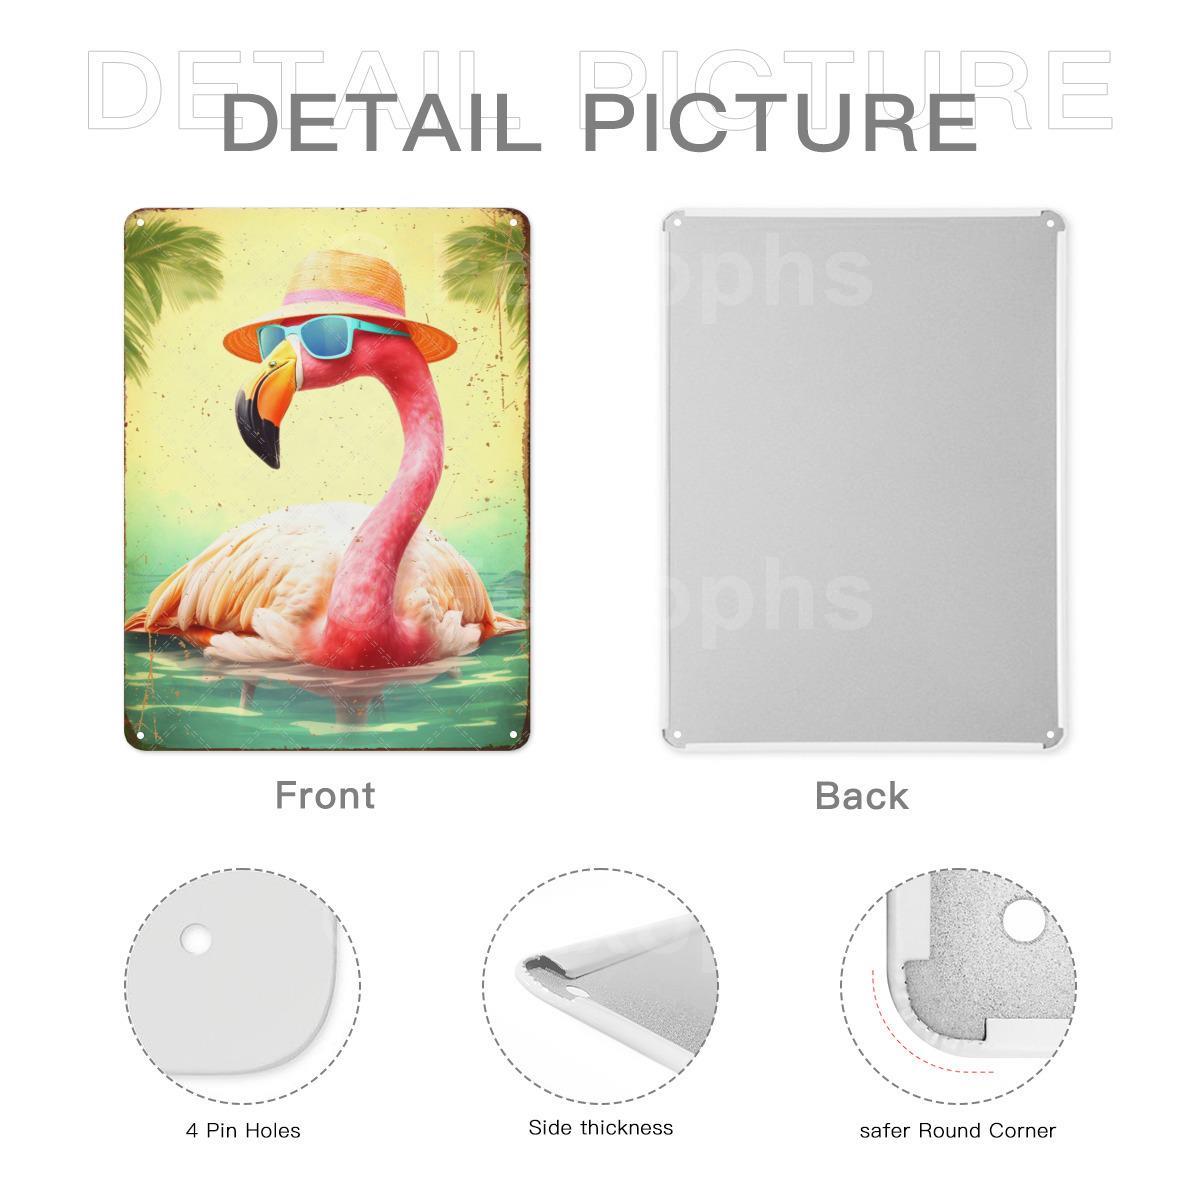 DETAIL PICTURE
DETAIL PICTURE
Front
Back
4 Pin Holes
Side thickness
safer Round Corner